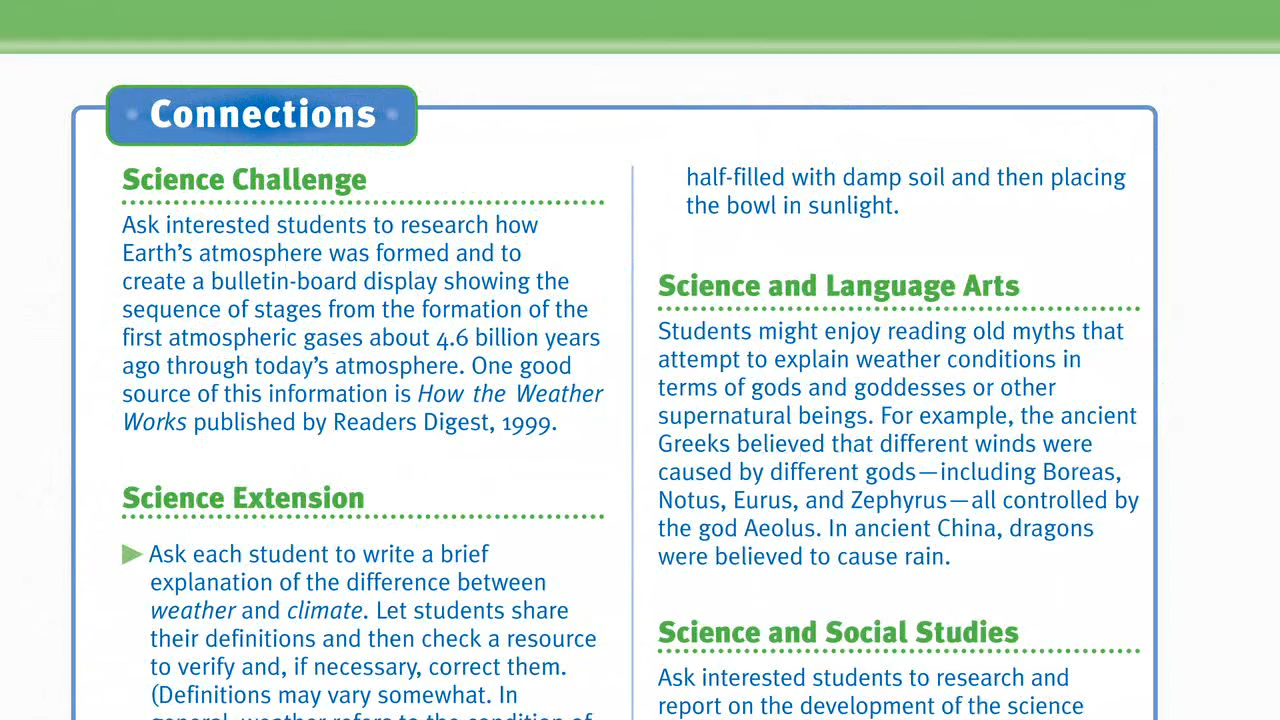 Connections
Science Challenge
Ask interested students to research how
Earth’s atmosphere was formed and to
create a bulletin-board display showing the
sequence of stages from the formation of the
first atmospheric gases about 4.6 billion years
ago through today’s atmosphere. One good
source of this information is How the Weather
Works published by Readers Digest, 1999.
Science Extension
Ask each student to write a brief
explanation of the difference between
weather and climate. Let students share
their definitions and then check a resource
to verify and, if necessary, correct them.
(Definitions may vary somewhat. In
general, weather refers to the condition of
half-filled with damp soil and then placing
the bowl in sunlight.
Science and Language Arts
Students might enjoy reading old myths that
attempt to explain weather conditions in
terms of gods and goddesses or other
supernatural beings. For example, the ancient
Greeks believed that different winds were
caused by different gods—including Boreas,
Notus, Eurus, and Zephyrus—all controlled by
the god Aeolus. In ancient China, dragons
were believed to cause rain.
Science and Social Studies
Ask interested students to research and
report on the development of the science